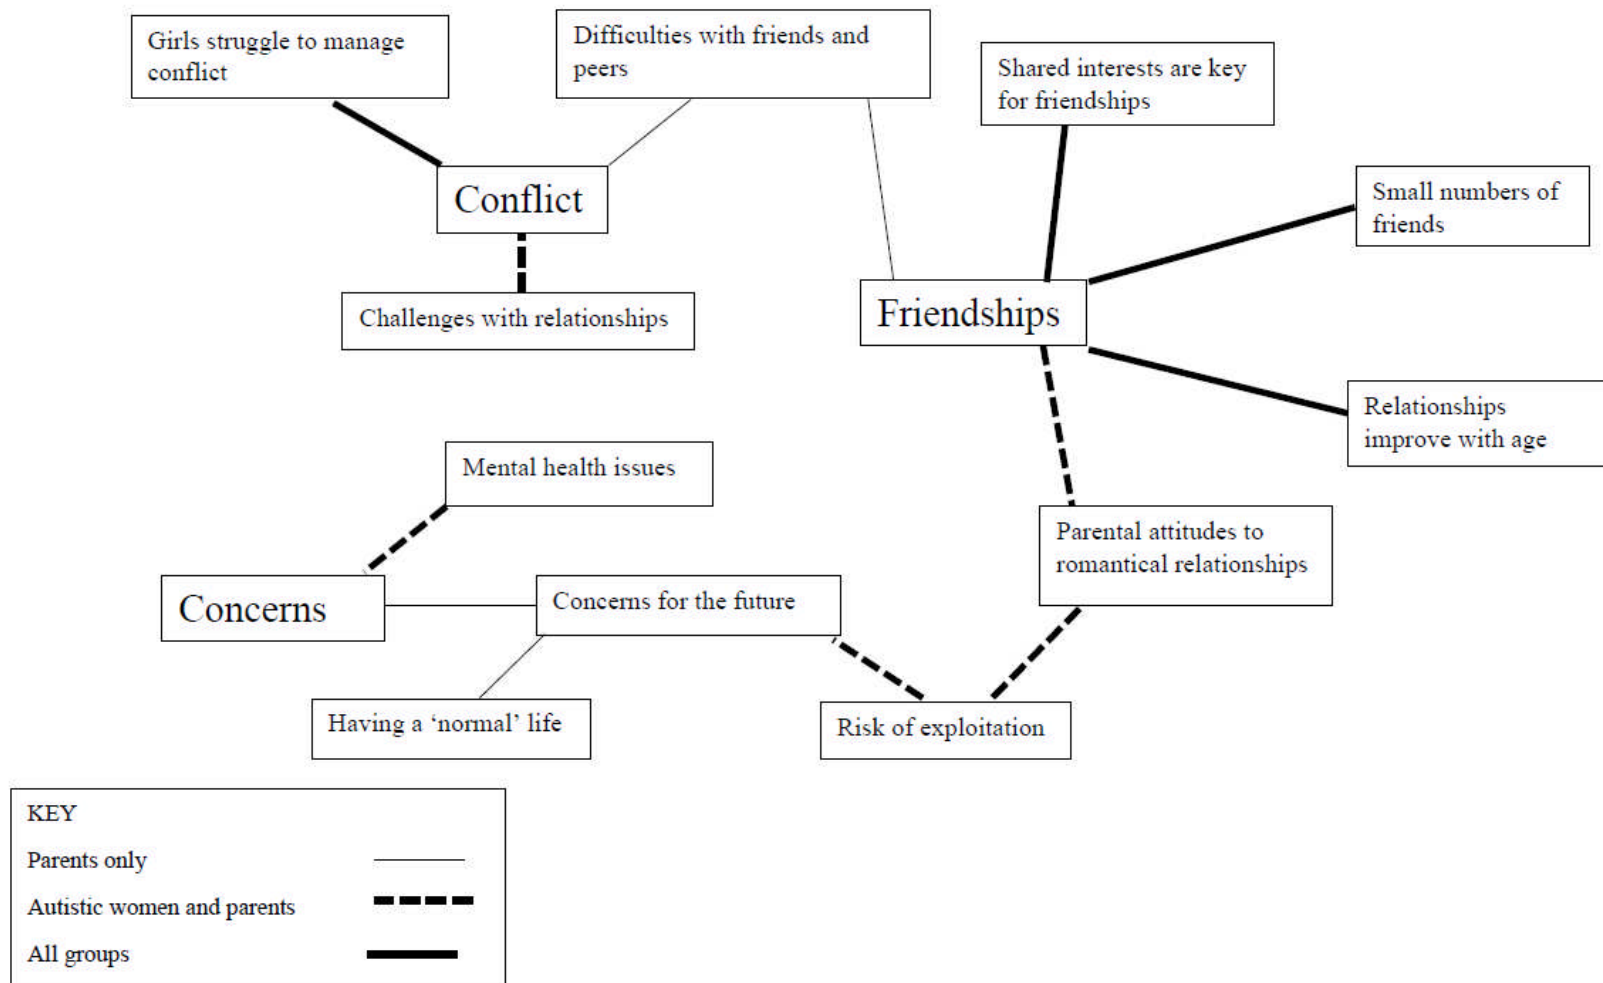 Girls struggle to manage
conflict
Difficulties with friends and
peers
Shared interests are key
for friendships
Small numbers of
friends
Conflict
Friendships
Challenges with relationships
Relationships
improve with age
Mental health issues
Parental attitudes to
romantical relationships
Concerns
Concerns for the future
Having a ‘normal’ life
Risk of exploitation
KEY
Parents only
Autistic women and parents
All groups